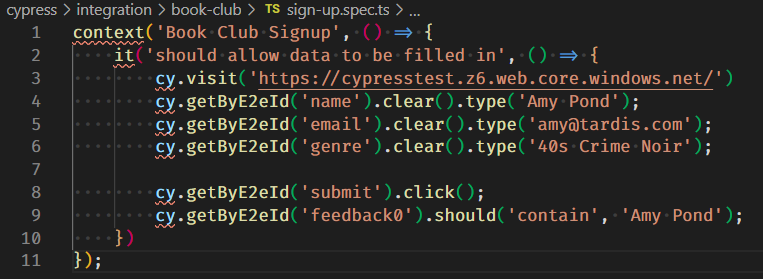 cypress > integration > book-club > TS sign-up.spec.ts > ...
1 context('Book Club Signup', () => {
2     it('should allow data to be filled in', () => {
3         cy.visit('https://cypresstest.z6.web.core.windows.net/')
4         cy.getByE2eId('name').clear().type('Amy Pond');
5         cy.getByE2eId('email').clear().type('amy@tardis.com');
6         cy.getByE2eId('genre').clear().type('40s Crime Noir');
7
8         cy.getByE2eId('submit').click();
9         cy.getByE2eId('feedback0').should('contain', 'Amy Pond');
10     })
11 });